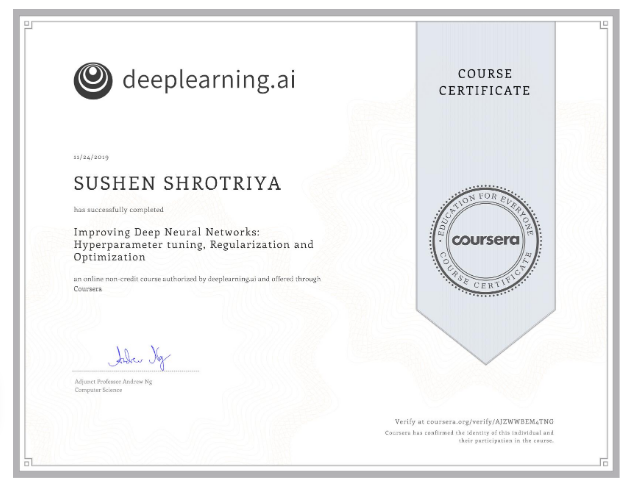 deeplearning.ai
COURSE
CERTIFICATE
11/24/2019
SUSHEN SHROTRIYA
has successfully completed
Improving Deep Neural Networks:
Hyperparameter tuning, Regularization and
Optimization
an online non-credit course authorized by deeplearning.ai and offered through
Coursera
EDUCATION FOR EVERYONE
coursera
COURSE CERTIFICATE
Andrew Ng
Adjunct Professor Andrew Ng
Computer Science
Verify at coursera.org/verify/AJZWWBEM4TNG
Coursera has confirmed the identity of this individual and
their participation in the course.